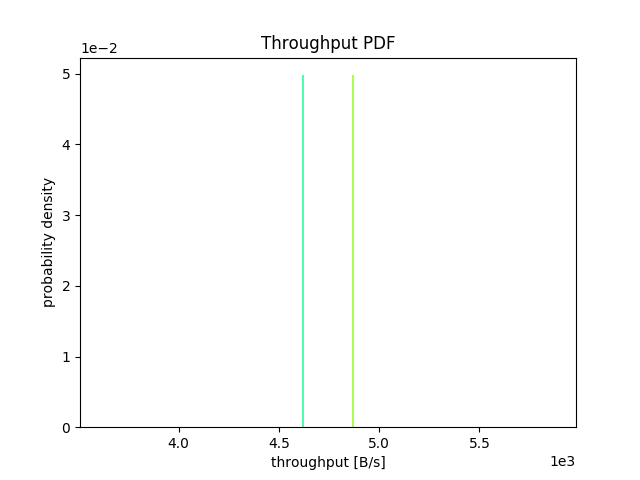 Throughput PDF
1e−2
5
4
3
2
1
0
probability density
4.0 4.5 5.0 5.5
throughput [B/s]
1e3